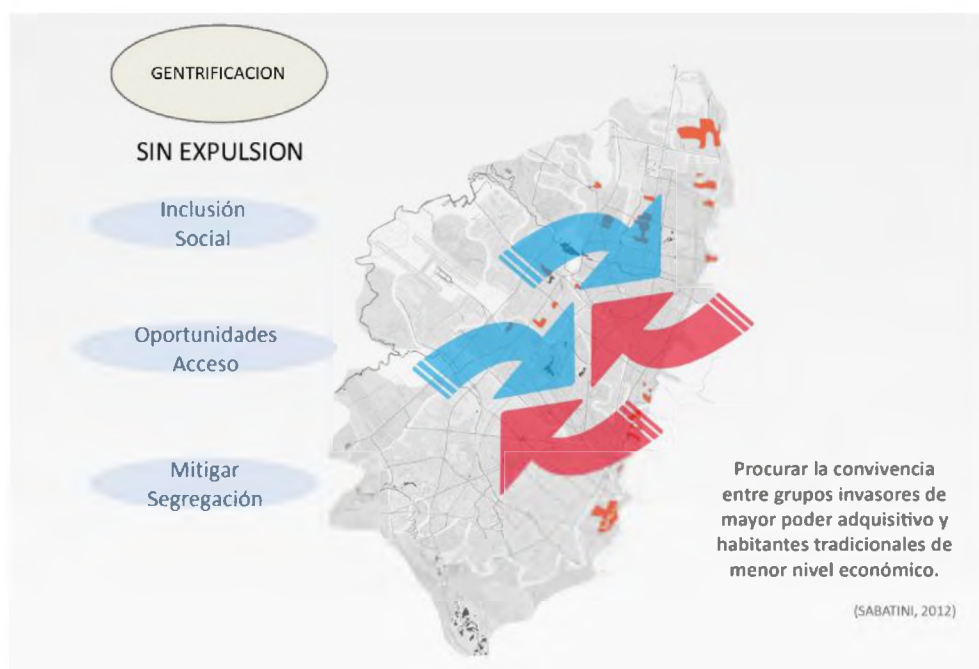 GENTRIFICACION
SIN EXPULSION
Inclusión
Social
Oportunidades
Acceso
Mitigar
Segregación
Procurar la convivencia
entre grupos invasores de
mayor poder adquisitivo y
habitantes tradicionales de
menor nivel económico.
(SABATINI, 2012)